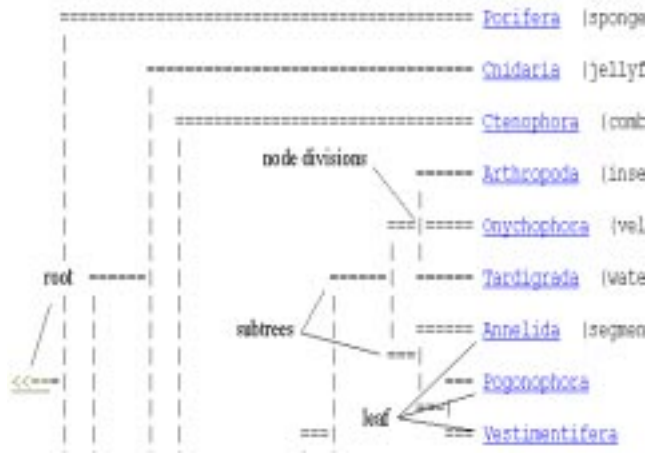 Porifera (sponge
Cnidaria (jellyf
Ctenophora (comb
node divisions
Arthropoda (inse
Onychophora (vel
root
Tardigrada (wate
subtrees
Annelida (segmen
<<
Pogonophora
leaf
Vestimentifera